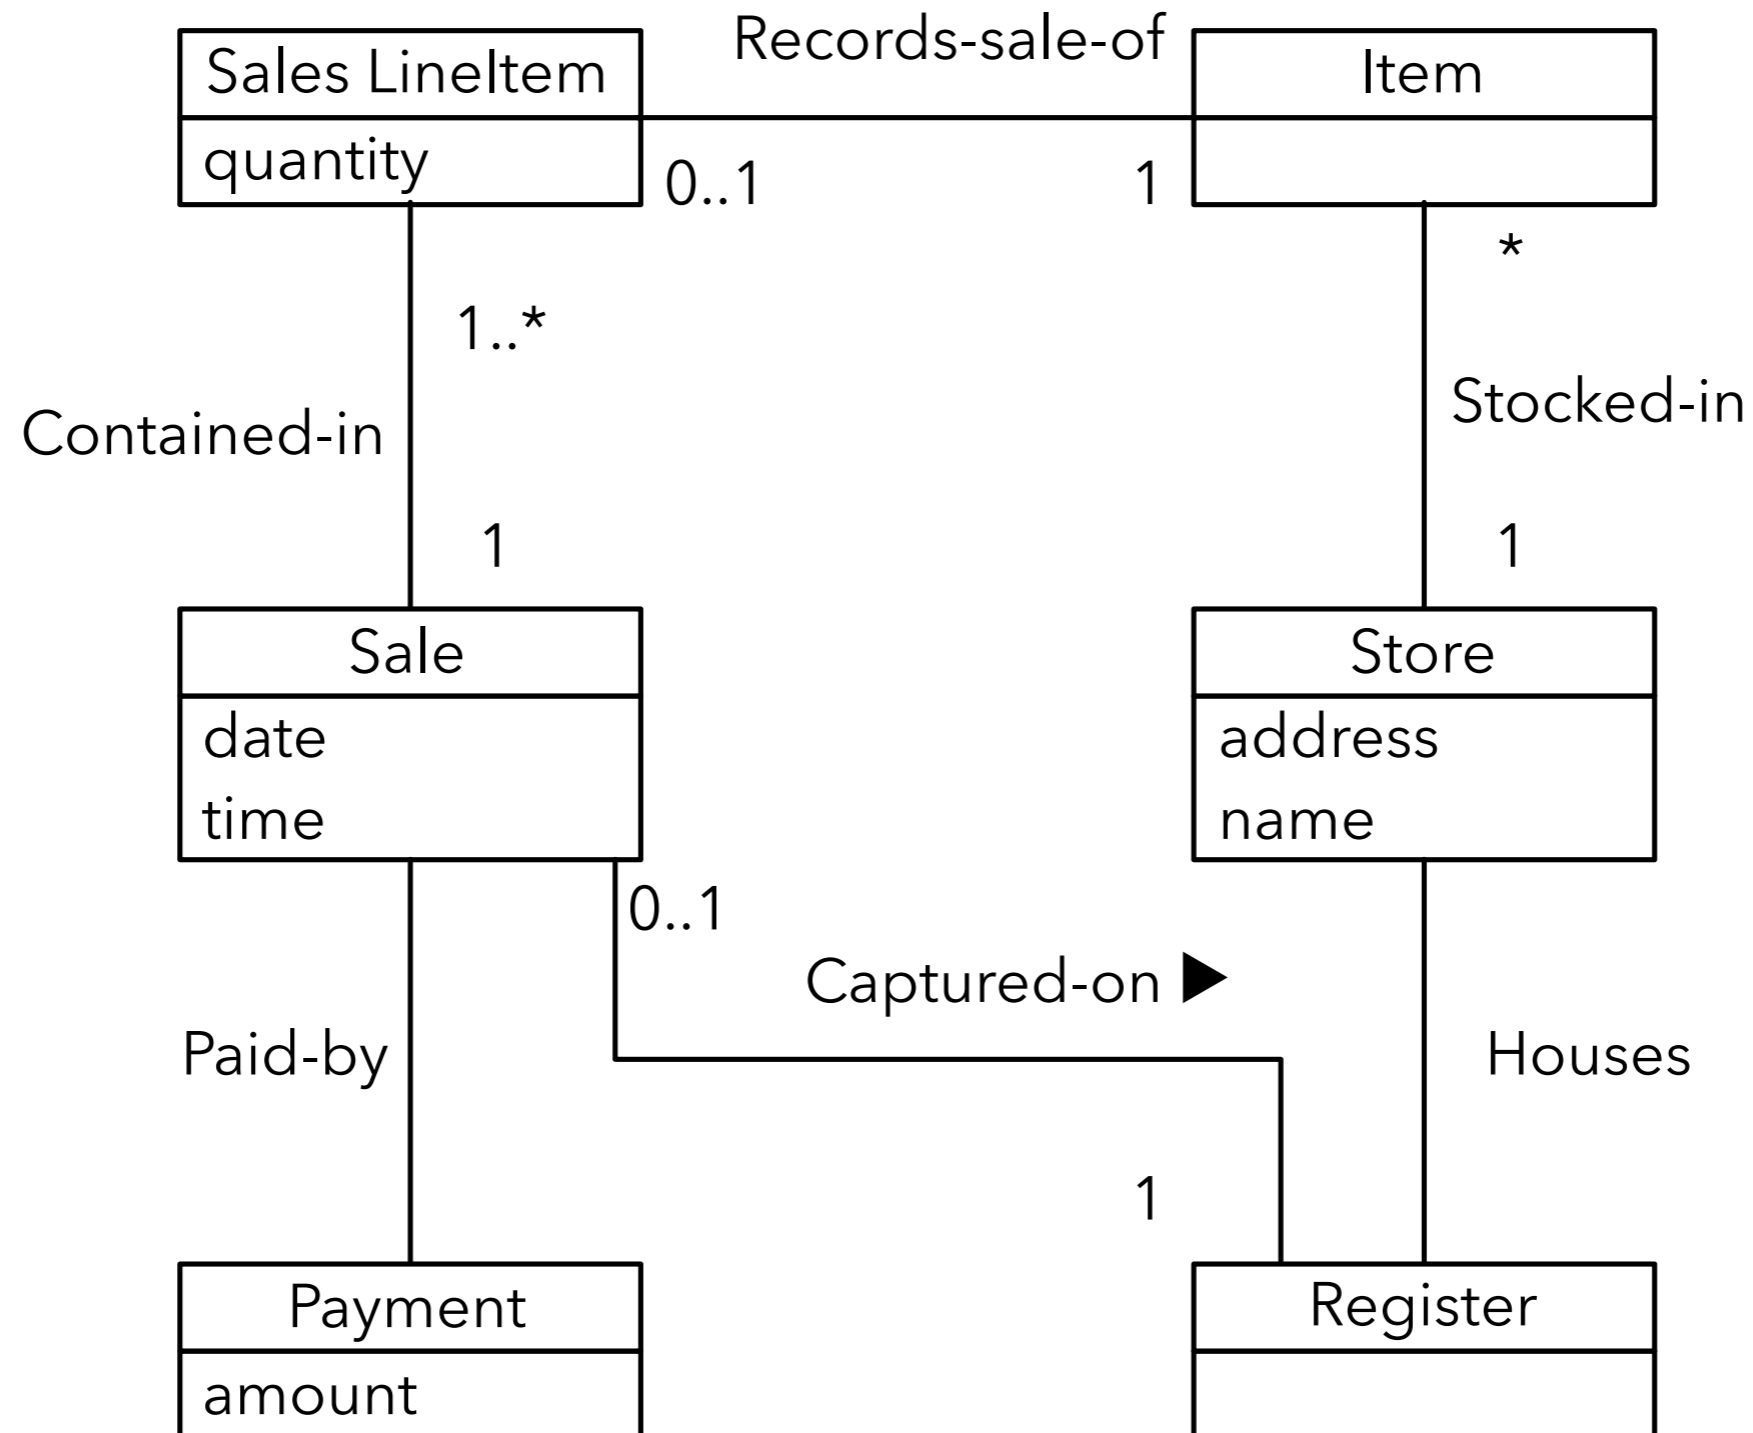 Records-sale-of
Sales LineItem
Item
quantity
0..1
1
*
1..*
Stocked-in
Contained-in
1
1
Sale
Store
date
address
time
name
0..1
Captured-on ▶
Paid-by
Houses
1
Payment
Register
amount